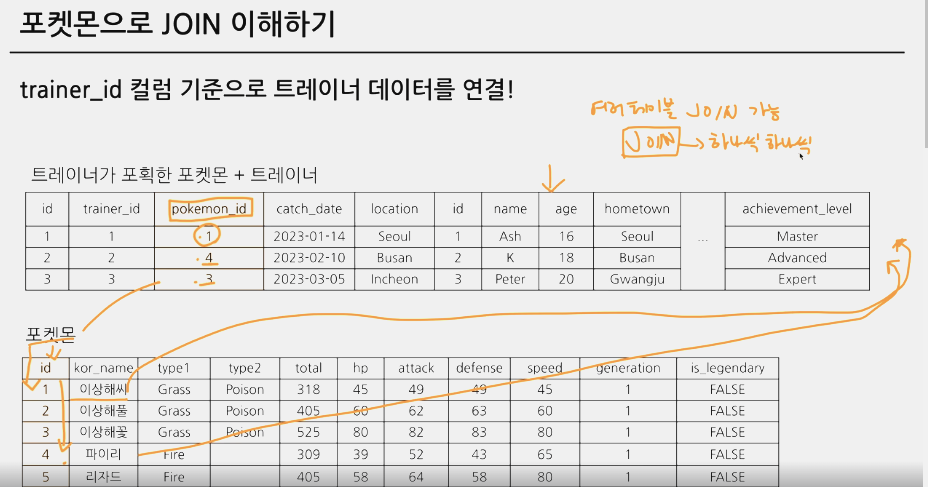 포켓몬으로 JOIN 이해하기
trainer_id 컬럼 기준으로 트레이너 데이터를 연결!
여러 테이블 JOIN 가능
JOIN → 하나씩 하나씩
트레이너가 포획한 포켓몬 + 트레이너
id trainer_id pokemon_id catch_date location id name age hometown achievement_level
1 1 1 2023-01-14 Seoul 1 Ash 16 Seoul ... Master
2 2 4 2023-02-10 Busan 2 K 18 Busan Advanced
3 3 3 2023-03-05 Incheon 3 Peter 20 Gwangju Expert
포켓몬
id kor_name type1 type2 total hp attack defense speed generation is_legendary
1 이상해씨 Grass Poison 318 45 49 49 45 1 FALSE
2 이상해풀 Grass Poison 405 60 62 63 60 1 FALSE
3 이상해꽃 Grass Poison 525 80 82 83 80 1 FALSE
4 파이리 Fire 309 39 52 43 65 1 FALSE
5 리자드 Fire 405 58 64 58 80 1 FALSE